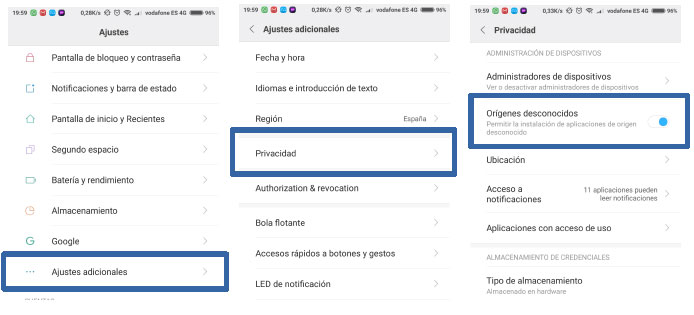 19:59
0,28K/s
vodafone ES 4G
96%
Ajustes
Pantalla de bloqueo y contraseña
Notificaciones y barra de estado
Pantalla de inicio y Recientes
Segundo espacio
Batería y rendimiento
Almacenamiento
Google
Ajustes adicionales
19:59
0,28K/s
vodafone ES 4G
96%
Ajustes adicionales
Fecha y hora
Idiomas e introducción de texto
Región
España
Privacidad
Authorization & revocation
Bola flotante
Accesos rápidos a botones y gestos
LED de notificación
19:59
0,33K/s
vodafone ES 4G
96%
Privacidad
ADMINISTRACIÓN DE DISPOSITIVOS
Administradores de dispositivos
Ver o desactivar administradores de dispositivos
Orígenes desconocidos
Permitir la instalación de aplicaciones de origen
desconocido
Ubicación
Acceso a
notificaciones
11 aplicaciones pueden
leer notificaciones
Aplicaciones con acceso de uso
ALMACENAMIENTO DE CREDENCIALES
Tipo de almacenamiento
Almacenado en hardware